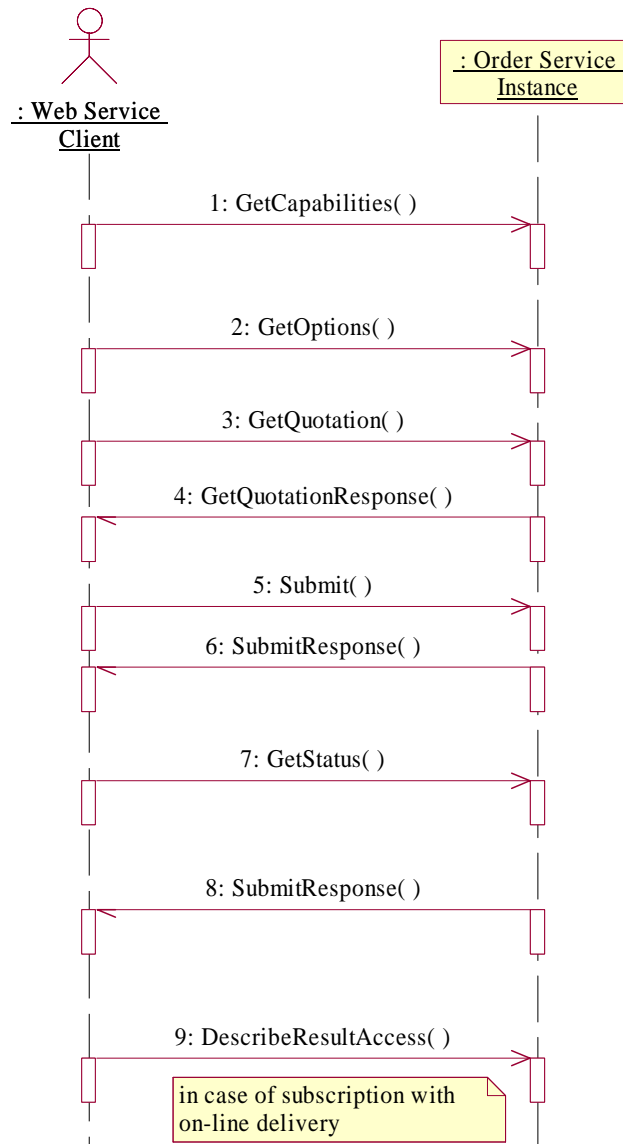 : Web Service
Client
: Order Service
Instance
1: GetCapabilities( )
2: GetOptions( )
3: GetQuotation( )
4: GetQuotationResponse( )
5: Submit( )
6: SubmitResponse( )
7: GetStatus( )
8: SubmitResponse( )
9: DescribeResultAccess( )
in case of subscription with
on-line delivery